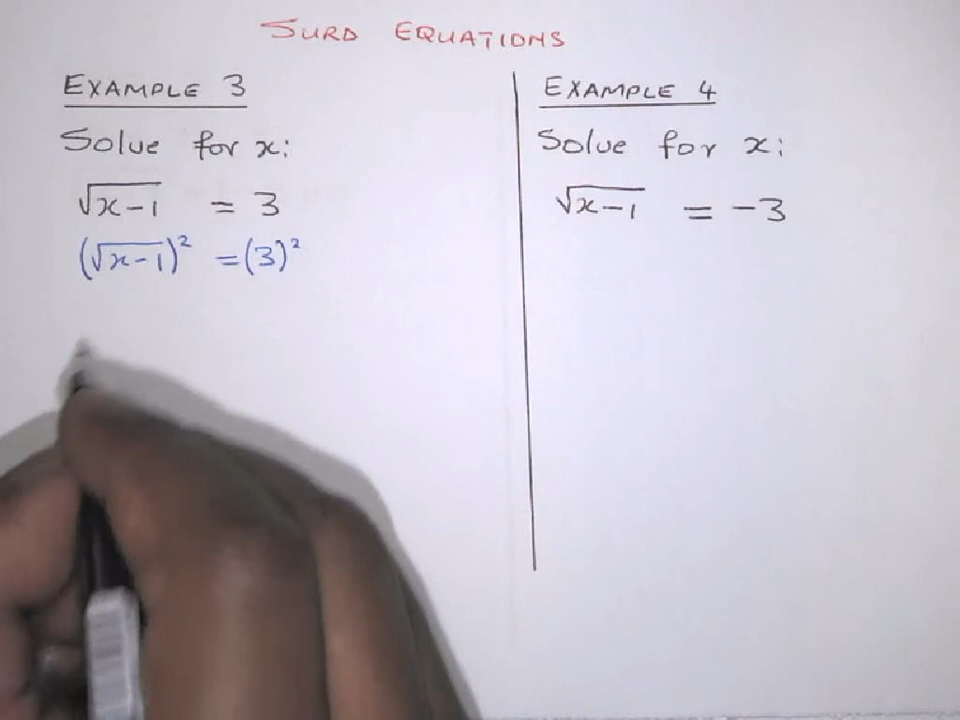 SURD EQUATIONS
EXAMPLE 3
Solve for x:
√x-1 = 3
(√x-1)² = (3)²
EXAMPLE 4
Solve for x:
√x-1 = -3